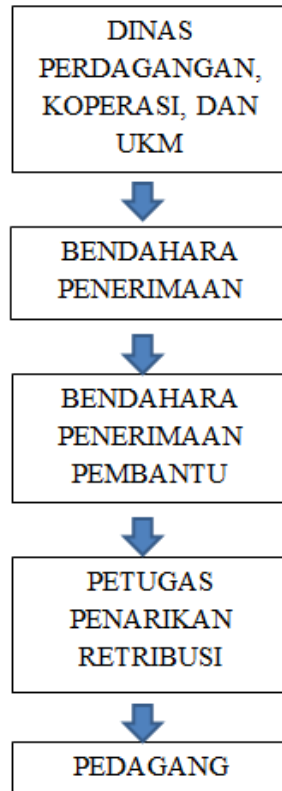 DINAS
PERDAGANGAN,
KOPERASI, DAN
UKM
BENDAHARA
PENERIMAAN
BENDAHARA
PENERIMAAN
PEMBANTU
PETUGAS
PENARIKAN
RETRIBUSI
PEDAGANG